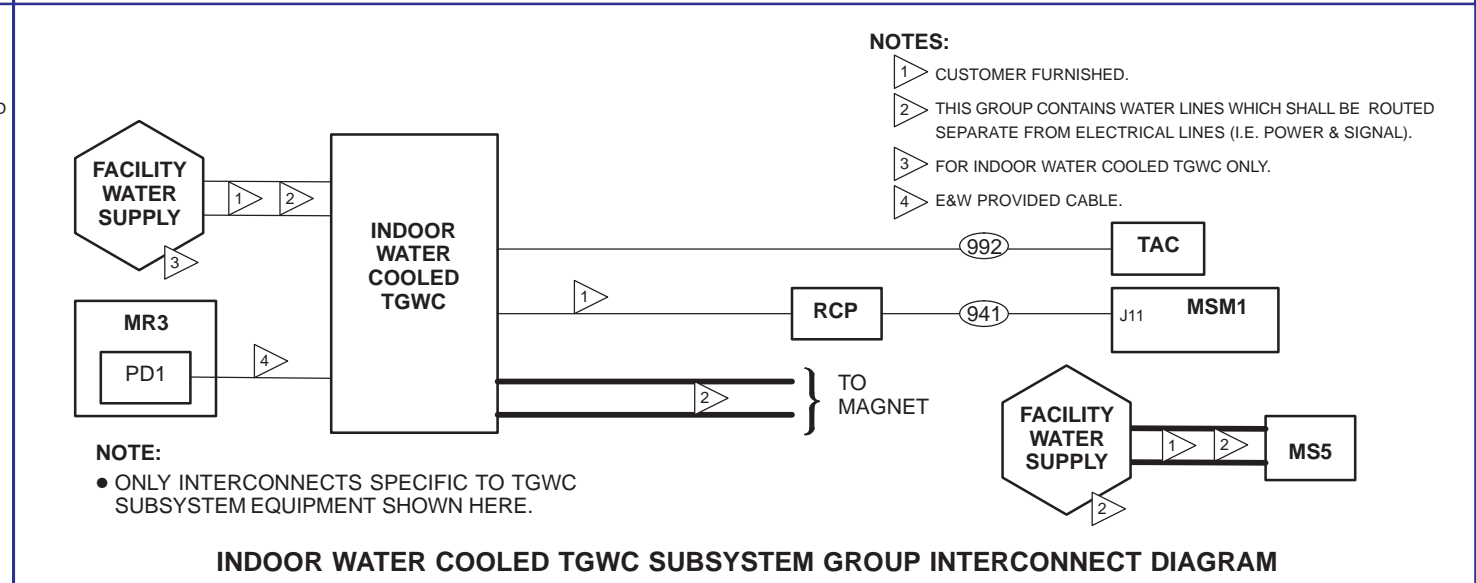 NOTES:
1 CUSTOMER FURNISHED.
2 THIS GROUP CONTAINS WATER LINES WHICH SHALL BE ROUTED
SEPARATE FROM ELECTRICAL LINES (I.E. POWER & SIGNAL).
3 FOR INDOOR WATER COOLED TGWC ONLY.
4 E&W PROVIDED CABLE.
FACILITY
WATER
SUPPLY
3
1 2
INDOOR
WATER
COOLED
TGWC
992
TAC
MR3
PD1
4
1
RCP
941
J11 MSM1
2
TO
MAGNET
FACILITY
WATER
SUPPLY
2
1 2
MS5
NOTE:
● ONLY INTERCONNECTS SPECIFIC TO TGWC
SUBSYSTEM EQUIPMENT SHOWN HERE.
INDOOR WATER COOLED TGWC SUBSYSTEM GROUP INTERCONNECT DIAGRAM